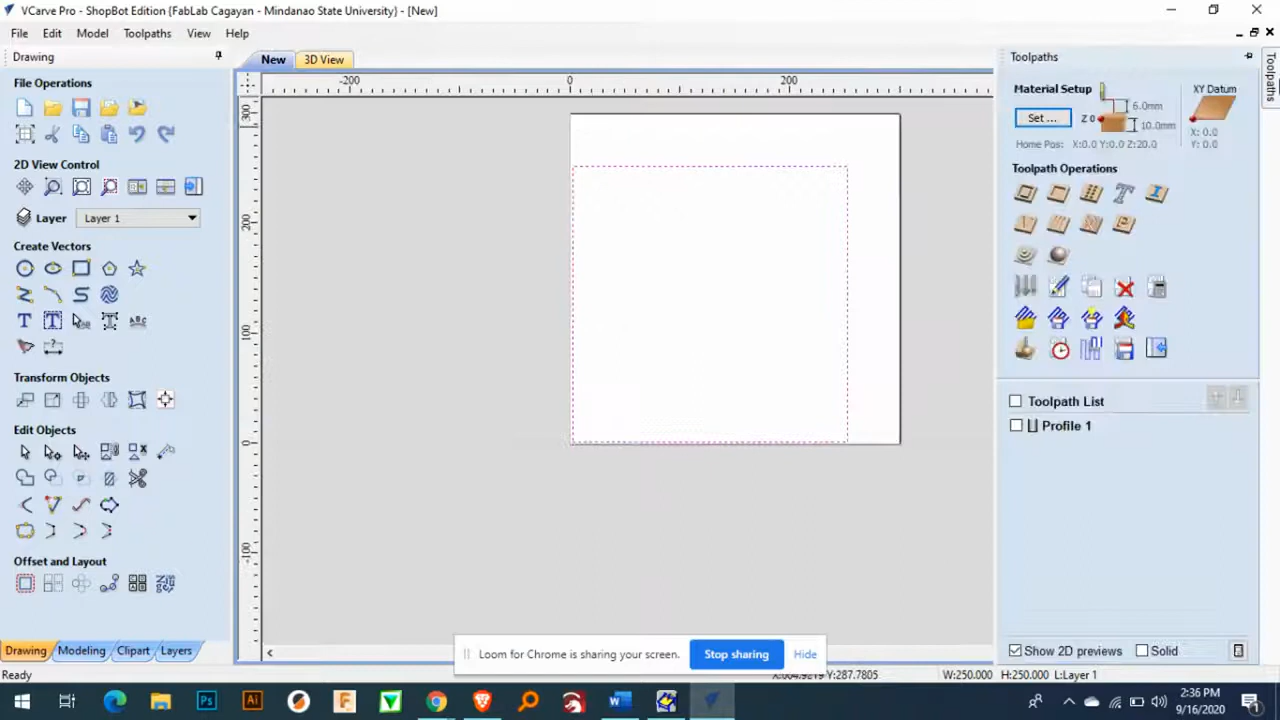 VCarve Pro - ShopBot Edition {FabLab Cagayan - Mindanao State University} - [New]
File Edit Model Toolpaths View Help
Drawing
File Operations
2D View Control
Layer Layer 1
Create Vectors
Transform Objects
Edit Objects
Offset and Layout
Drawing Modeling Clipart Layers
Ready
New 3D View
-200 0 200
300
200
100
0
-100
Loom for Chrome is sharing your screen. Stop sharing Hide
W:250.000 H:250.000 L:Layer 1
Toolpaths
Toolpaths
Material Setup
Set ...
Z 0
6.0mm
10.0mm
XY Datum
X: 0.0
Y: 0.0
Home Pos: X:0.0 Y:0.0 Z:20.0
Toolpath Operations
Toolpath List
Profile 1
Show 2D previews Solid
2:36 PM
9/16/2020